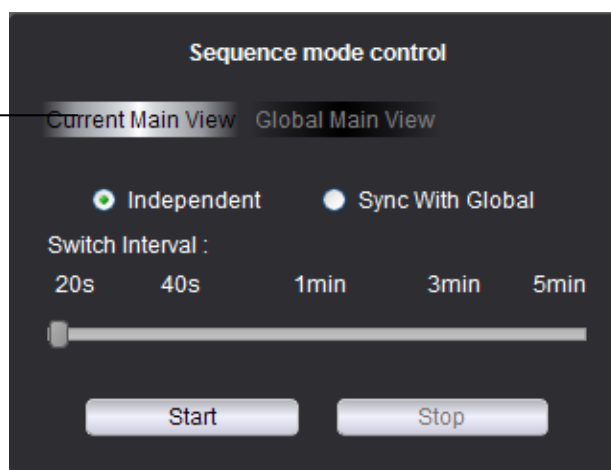 Sequence mode control
Current Main View Global Main View
Independent Sync With Global
Switch Interval :
20s 40s 1min 3min 5min
Start Stop